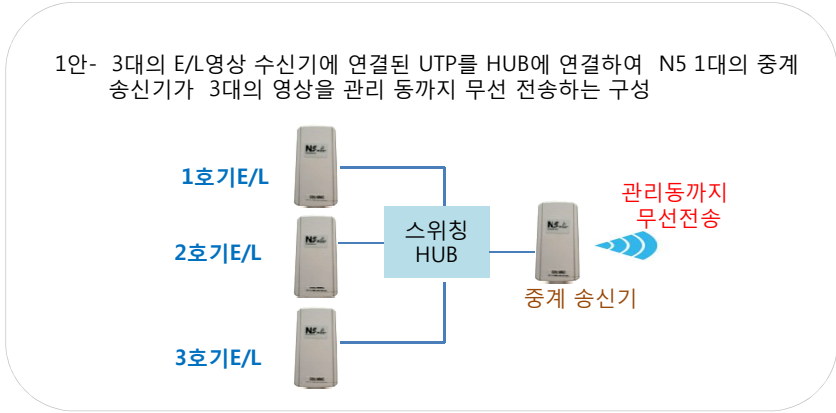 1안- 3대의 E/L영상 수신기에 연결된 UTP를 HUB에 연결하여 N5 1대의 중계
송신기가 3대의 영상을 관리 동까지 무선 전송하는 구성
N5
1호기E/L
관리동까지
무선전송
N5
스위칭
HUB
N5
2호기E/L
중계 송신기
N5
3호기E/L